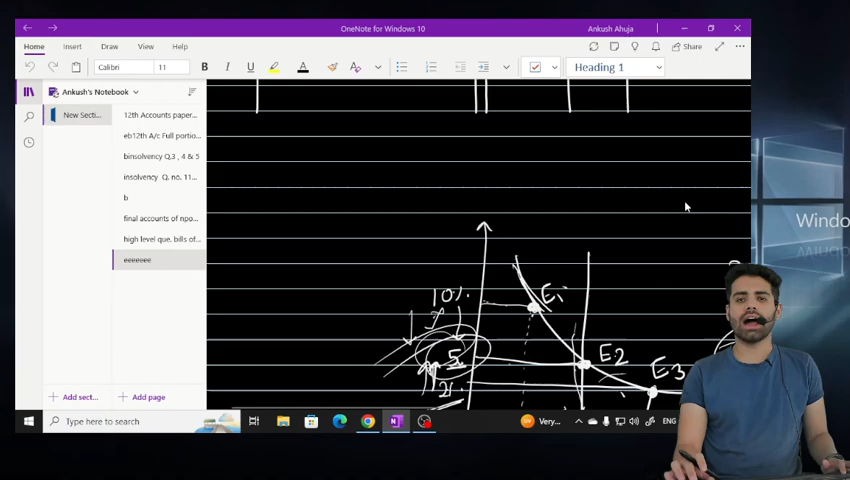 OneNote for Windows 10
Ankush Ahuja
Home Insert Draw View Help
Share
Calibri 11 B I U A Heading 1
Ankush's Notebook
New Secti...
12th Accounts paper...
eb12th A/c Full portio...
binsolvency Q.3 , 4 & 5
insolvency Q. no. 11...
b
final accounts of npo...
high level que. bills of...
eeeeeee
10%
E1
5
E2
E3
2%
Add sect...
Add page
Type here to search
Very...
ENG
Windo